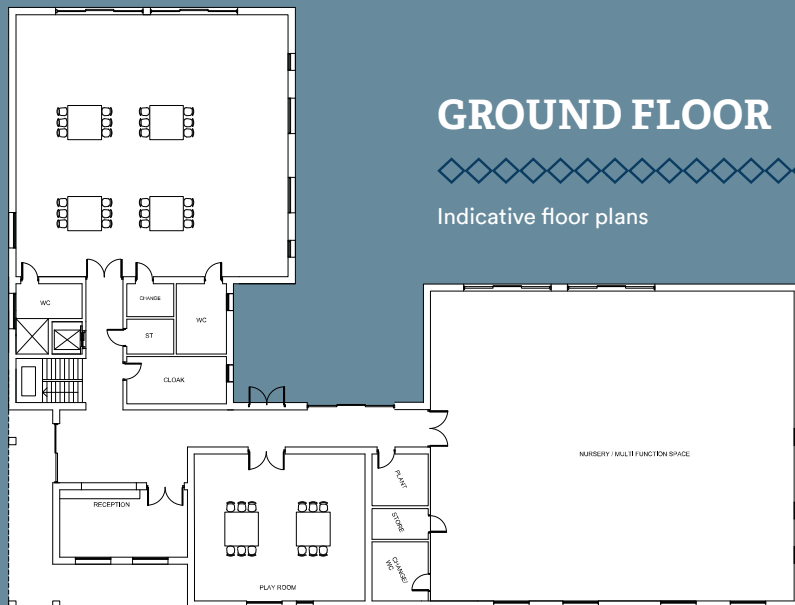 GROUND FLOOR
Indicative floor plans
WC
CHANGE
WC
ST
CLOAK
NURSERY / MULTI FUNCTION SPACE
PLANT
RECEPTION
STORE
CHANGE/
WC
PLAY ROOM